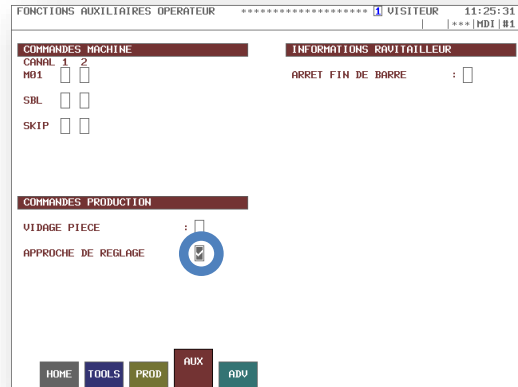 FONCTIONS AUXILIAIRES OPERATEUR ******************** 1 VISITEUR 11:25:31
| |***|MDI|#1
COMMANDES MACHINE
CANAL 1 2
M01
SBL
SKIP
INFORMATIONS RAVITAILLEUR
ARRET FIN DE BARRE :
COMMANDES PRODUCTION
VIDAGE PIECE :
APPROCHE DE REGLAGE
HOME TOOLS PROD AUX ADV